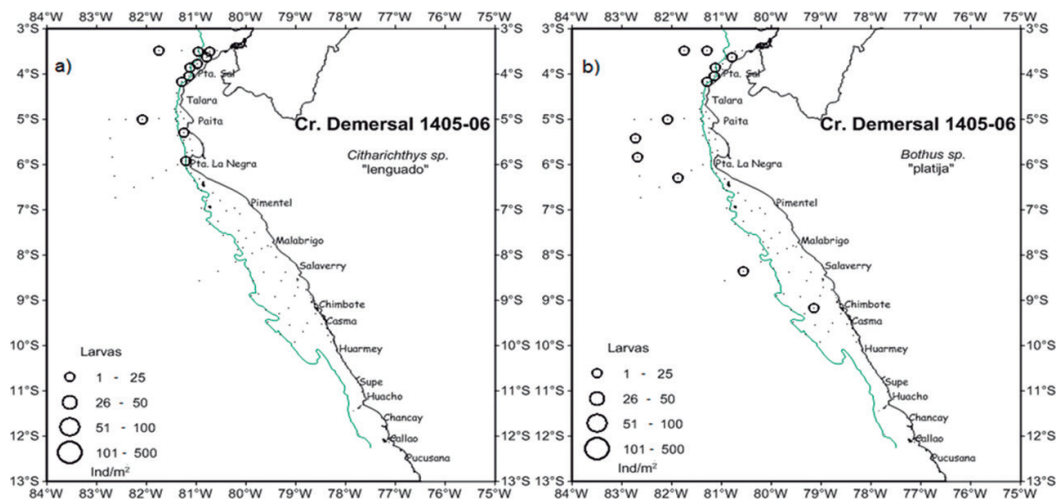 a)
Cr. Demersal 1405-06
Citharichthys sp.
"lenguado"
Pta. Sal
Talara
Paita
Pta. La Negra
Pimentel
Malabrigo
Salaverry
Chimbote
Casma
Huarmey
Supe
Huacho
Chancay
Callao
Pucusana
Larvas
1 - 25
26 - 50
51 - 100
101 - 500
Ind/m²
3°S
4°S
5°S
6°S
7°S
8°S
9°S
10°S
11°S
12°S
13°S
84°W 83°W 82°W 81°W 80°W 79°W 78°W 77°W 76°W 75°W
b)
Cr. Demersal 1405-06
Bothus sp.
"platija"
Pta. Sal
Talara
Paita
Pta. La Negra
Pimentel
Malabrigo
Salaverry
Chimbote
Casma
Huarmey
Supe
Huacho
Chancay
Callao
Pucusana
Larvas
1 - 25
26 - 50
51 - 100
101 - 500
Ind/m²
3°S
4°S
5°S
6°S
7°S
8°S
9°S
10°S
11°S
12°S
13°S
84°W 83°W 82°W 81°W 80°W 79°W 78°W 77°W 76°W 75°W